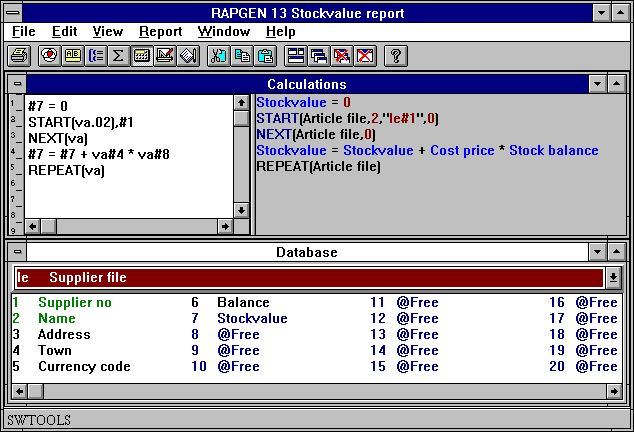 RAPGEN 13 Stockvalue report
File Edit View Report Window Help
Calculations
1 #7 = 0
2 START(va.02),#1
3 NEXT(va)
4 #7 = #7 + va#4 * va#8
5 REPEAT(va)
6
7
8
9
Stockvalue = 0
START(Article file,2,"le#1",0)
NEXT(Article file,0)
Stockvalue = Stockvalue + Cost price * Stock balance
REPEAT(Article file)
Database
le Supplier file
1 Supplier no 6 Balance 11 @Free 16 @Free
2 Name 7 Stockvalue 12 @Free 17 @Free
3 Address 8 @Free 13 @Free 18 @Free
4 Town 9 @Free 14 @Free 19 @Free
5 Currency code 10 @Free 15 @Free 20 @Free
SWTOOLS